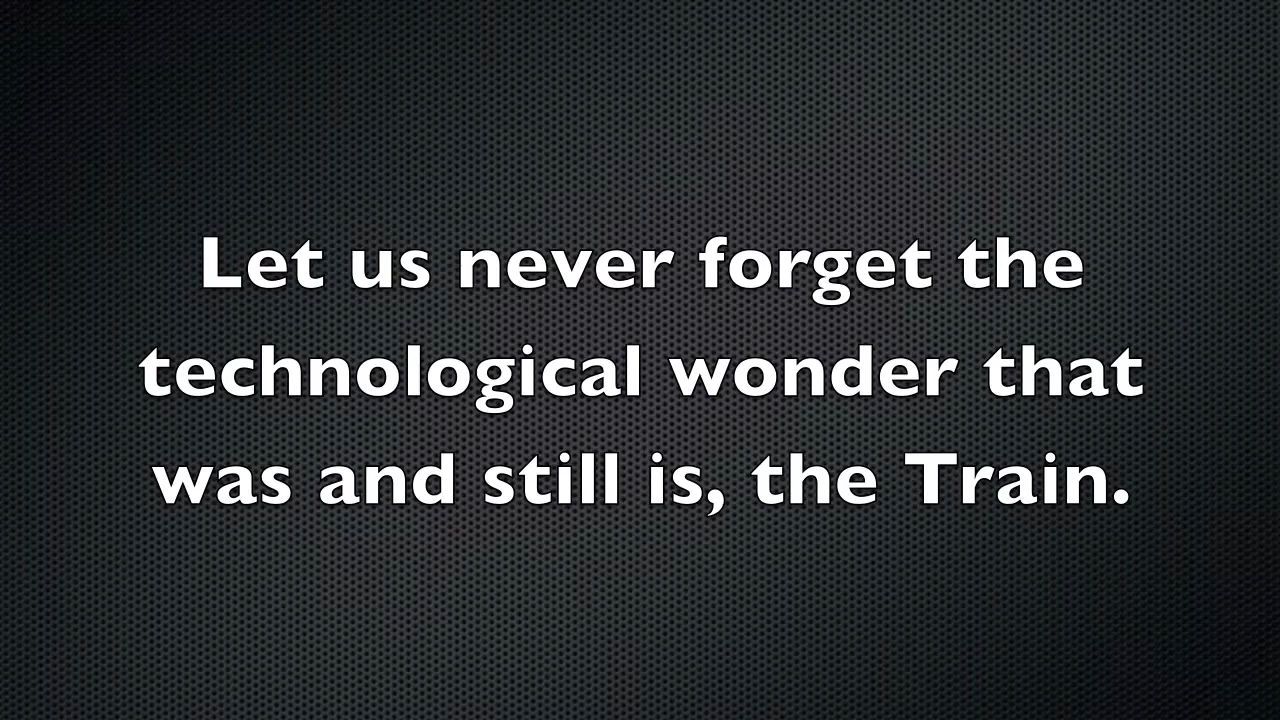 Let us never forget the
technological wonder that
was and still is, the Train.